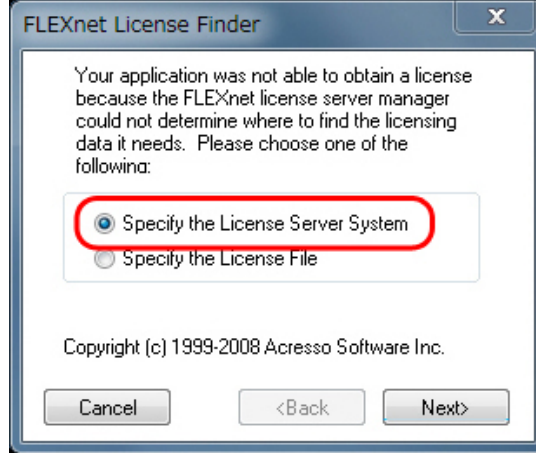 FLEXnet License Finder
x
Your application was not able to obtain a license
because the FLEXnet license server manager
could not determine where to find the licensing
data it needs. Please choose one of the
following:
Specify the License Server System
Specify the License File
Copyright (c) 1999-2008 Acresso Software Inc.
Cancel
<Back
Next>